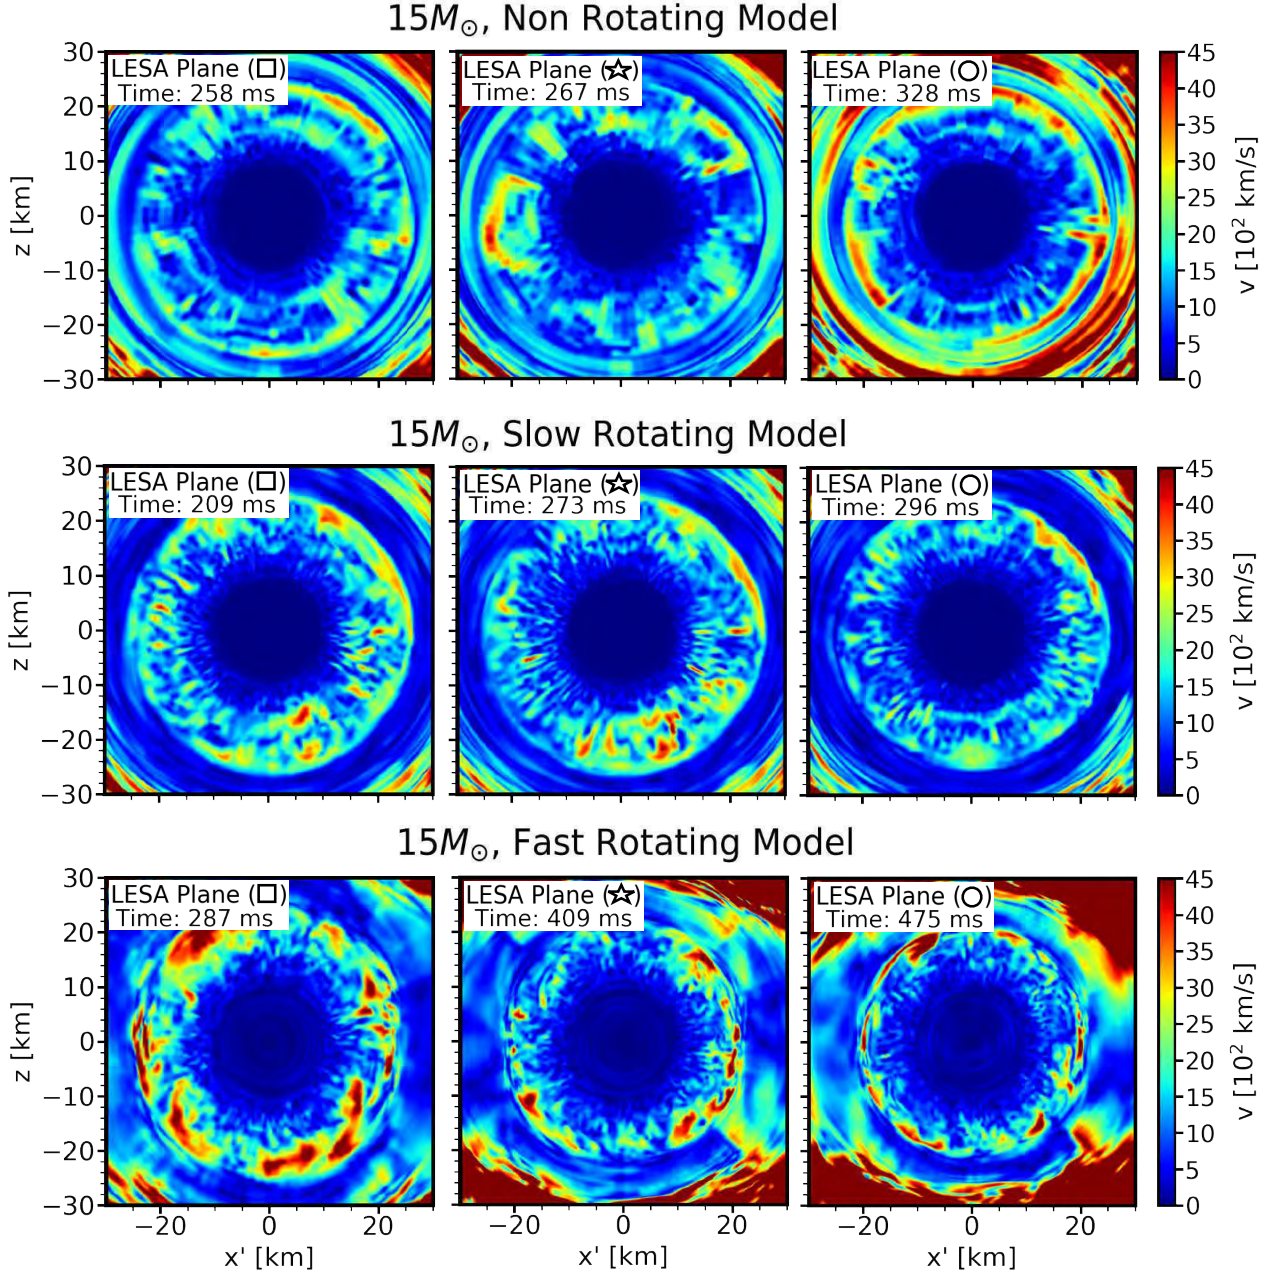 15M⊙, Non Rotating Model
LESA Plane (□)
Time: 258 ms
LESA Plane (☆)
Time: 267 ms
LESA Plane (○)
Time: 328 ms
30
20
10
0
−10
−20
−30
z [km]
45
40
35
30
25
20
15
10
5
0
v [10² km/s]
15M⊙, Slow Rotating Model
LESA Plane (□)
Time: 209 ms
LESA Plane (☆)
Time: 273 ms
LESA Plane (○)
Time: 296 ms
30
20
10
0
−10
−20
−30
z [km]
45
40
35
30
25
20
15
10
5
0
v [10² km/s]
15M⊙, Fast Rotating Model
LESA Plane (□)
Time: 287 ms
LESA Plane (☆)
Time: 409 ms
LESA Plane (○)
Time: 475 ms
30
20
10
0
−10
−20
−30
z [km]
45
40
35
30
25
20
15
10
5
0
v [10² km/s]
−20 0 20
−20 0 20
−20 0 20
x' [km]
x' [km]
x' [km]